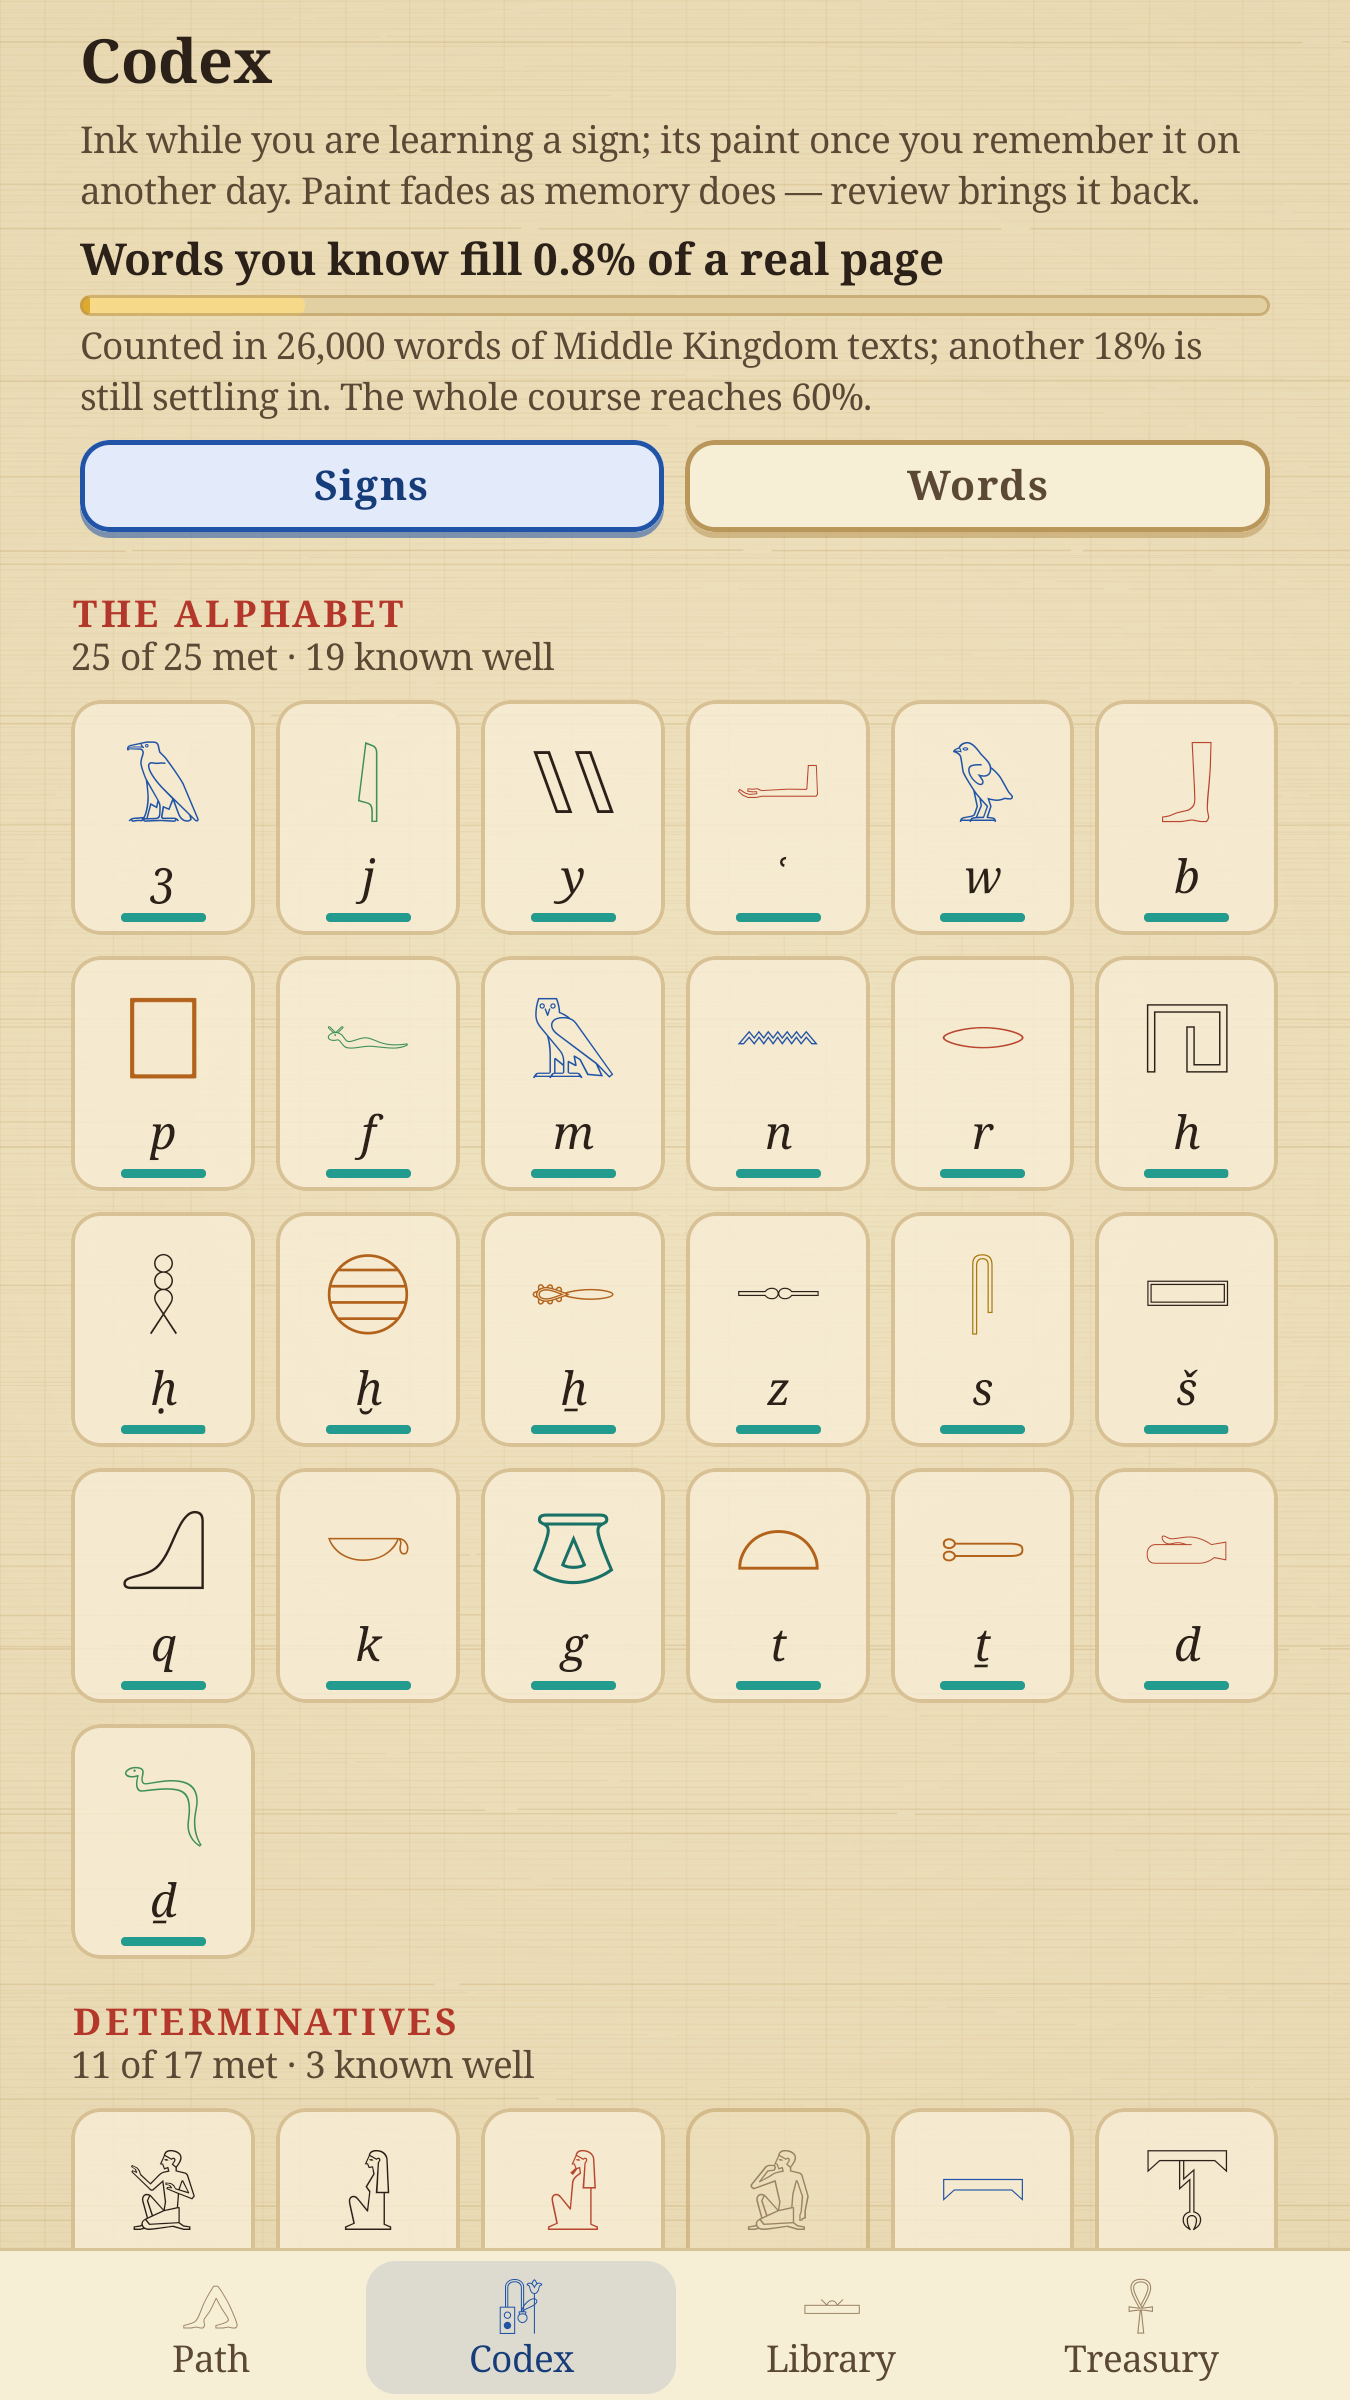 Codex
Ink while you are learning a sign; its paint once you remember it on
another day. Paint fades as memory does — review brings it back.
Words you know fill 0.8% of a real page
Counted in 26,000 words of Middle Kingdom texts; another 18% is
still settling in. The whole course reaches 60%.
Signs Words
THE ALPHABET
25 of 25 met · 19 known well
ꜣ j y ꜥ w b
p f m n r h
ḥ ḫ ẖ z s š
q k g t ṯ d
ḏ
DETERMINATIVES
11 of 17 met · 3 known well
Path Codex Library Treasury